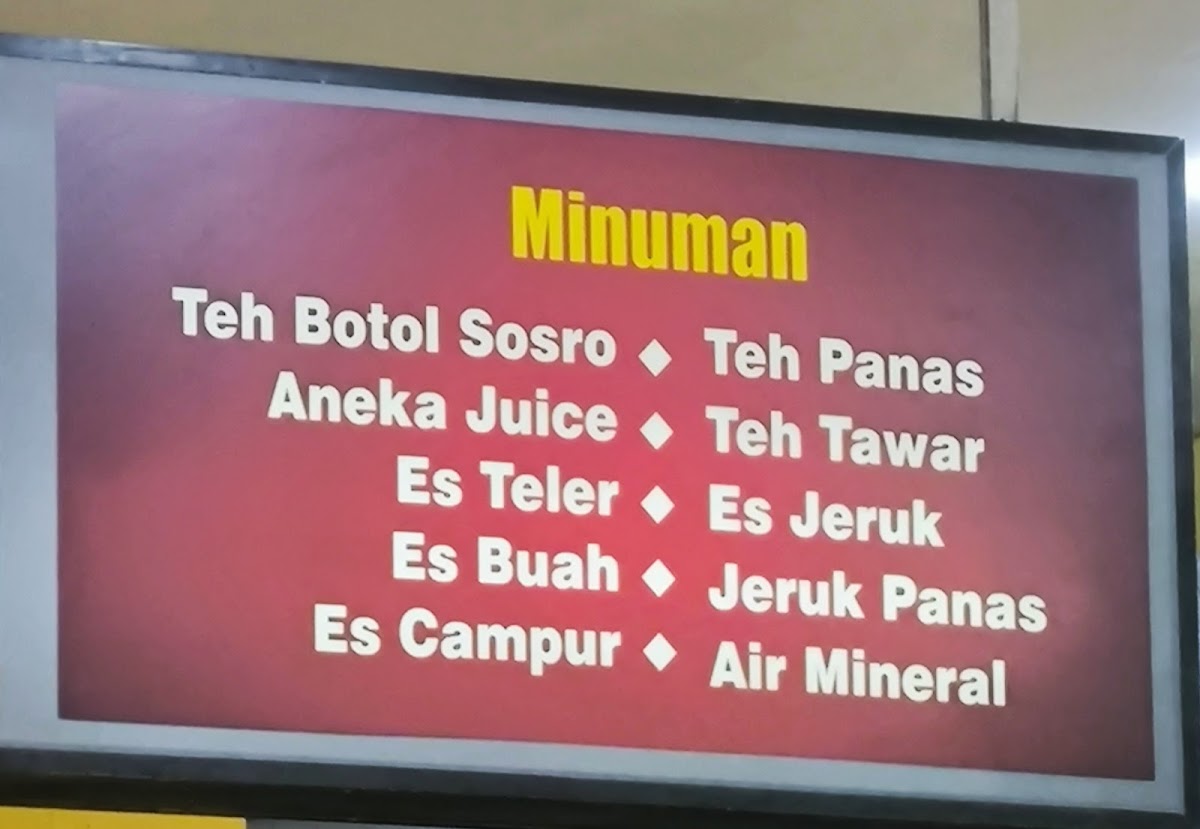 Minuman
Teh Botol Sosro ◆ Teh Panas
Aneka Juice ◆ Teh Tawar
Es Teler ◆ Es Jeruk
Es Buah ◆ Jeruk Panas
Es Campur ◆ Air Mineral